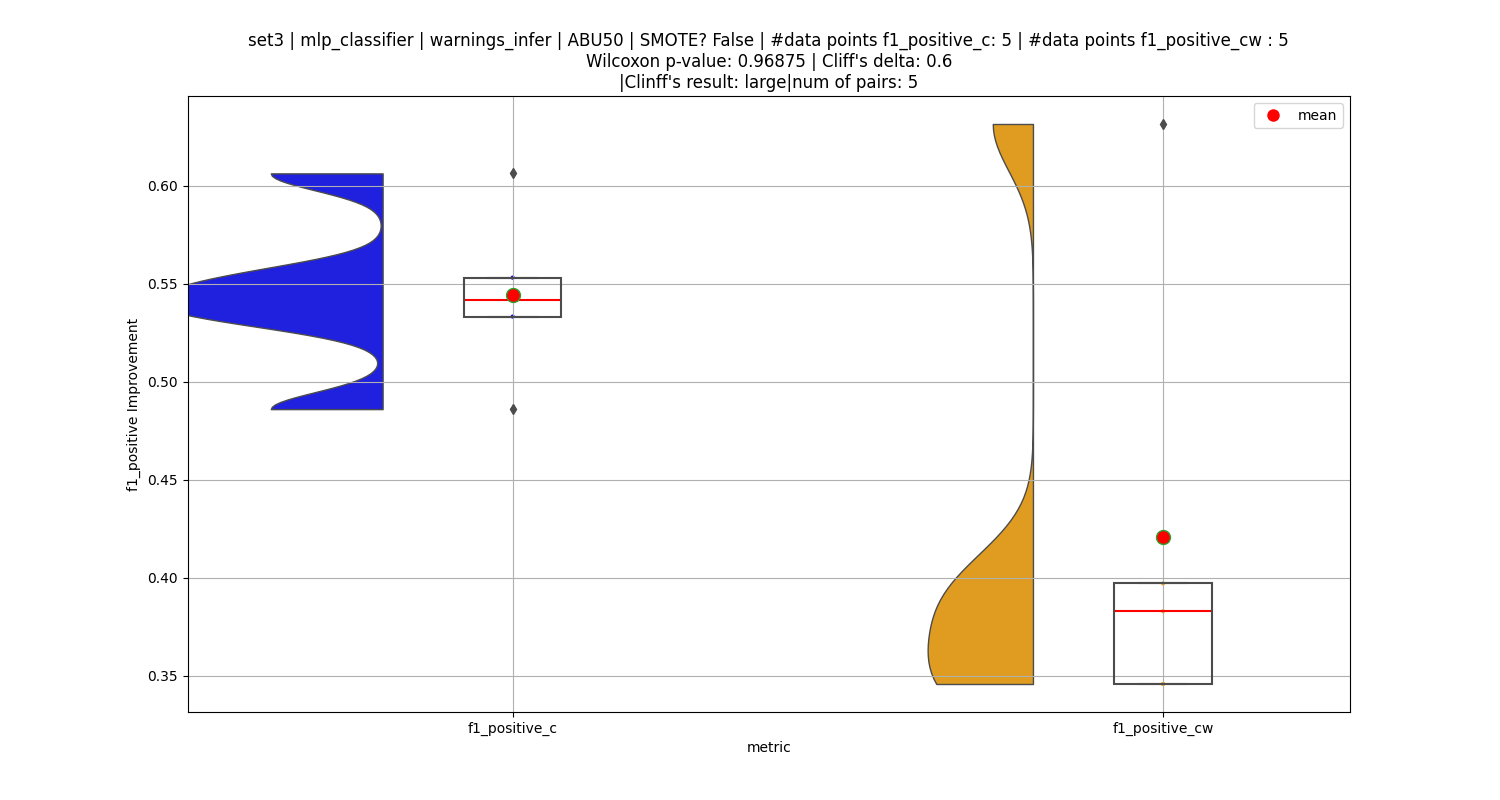 set3 | mlp_classifier | warnings_infer | ABU50 | SMOTE? False | #data points f1_positive_c: 5 | #data points f1_positive_cw : 5
Wilcoxon p-value: 0.96875 | Cliff's delta: 0.6
|Clinff's result: large|num of pairs: 5
mean
0.60
0.55
0.50
0.45
0.40
0.35
f1_positive Improvement
f1_positive_c
f1_positive_cw
metric